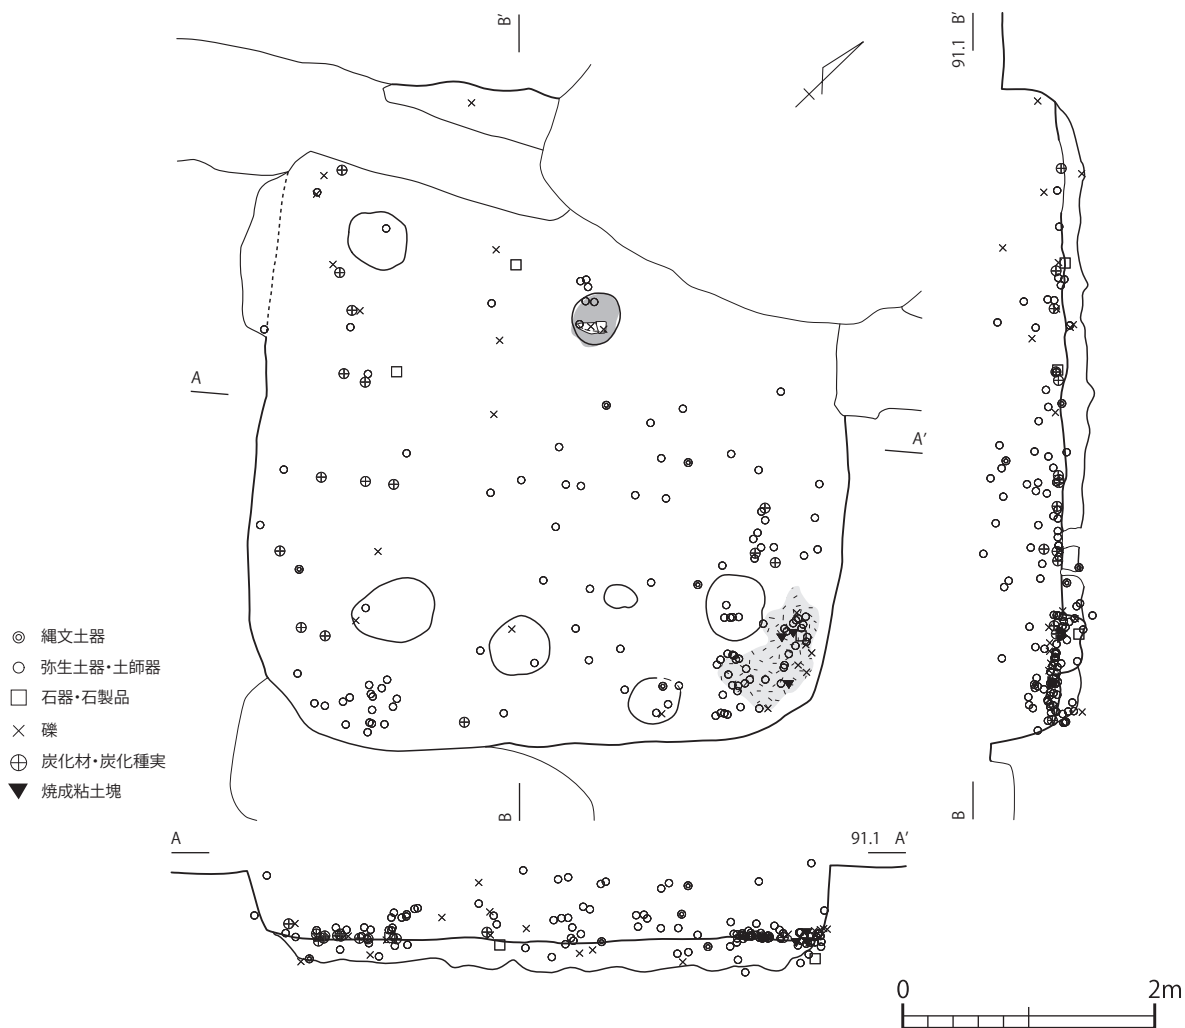 B'
91.1 B'
A
A'
縄文土器
弥生土器・土師器
石器・石製品
礫
炭化材・炭化種実
焼成粘土塊
B
B
A
91.1 A'
0 2m